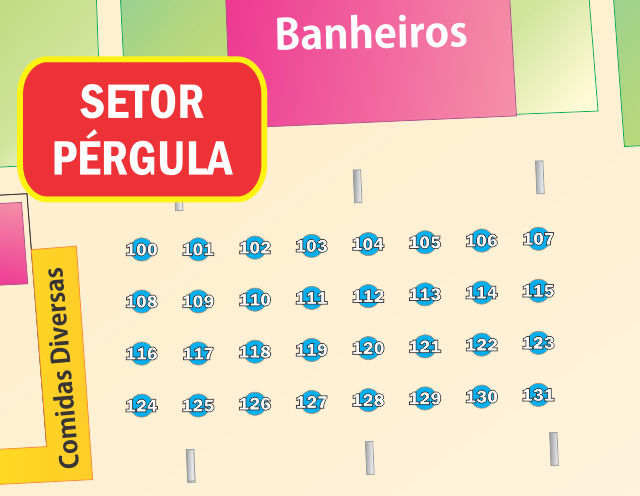 Banheiros
SETOR
PÉRGULA
100 101 102 103 104 105 106 107
108 109 110 111 112 113 114 115
116 117 118 119 120 121 122 123
124 125 126 127 128 129 130 131
Comidas Diversas